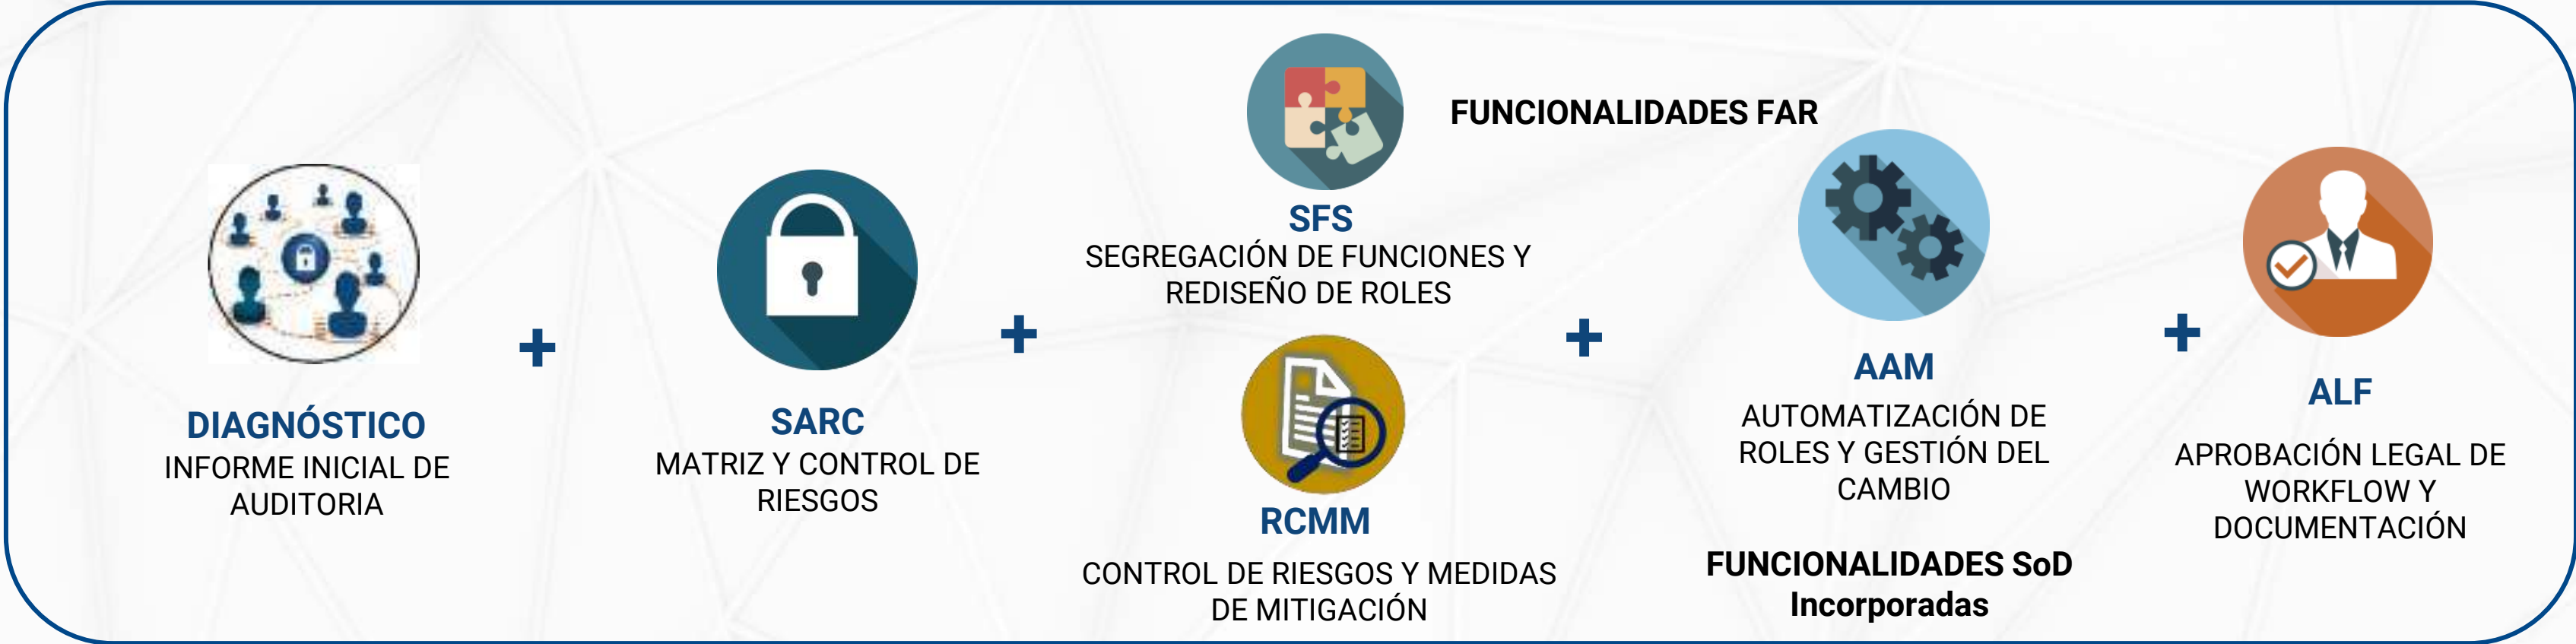 DIAGNÓSTICO
INFORME INICIAL DE
AUDITORIA
+
SARC
MATRIZ Y CONTROL DE
RIESGOS
+
FUNCIONALIDADES FAR
SFS
SEGREGACIÓN DE FUNCIONES Y
REDISEÑO DE ROLES
RCMM
CONTROL DE RIESGOS Y MEDIDAS
DE MITIGACIÓN
+
AAM
AUTOMATIZACIÓN DE
ROLES Y GESTIÓN DEL
CAMBIO
FUNCIONALIDADES SoD
Incorporadas
+
ALF
APROBACIÓN LEGAL DE
WORKFLOW Y
DOCUMENTACIÓN